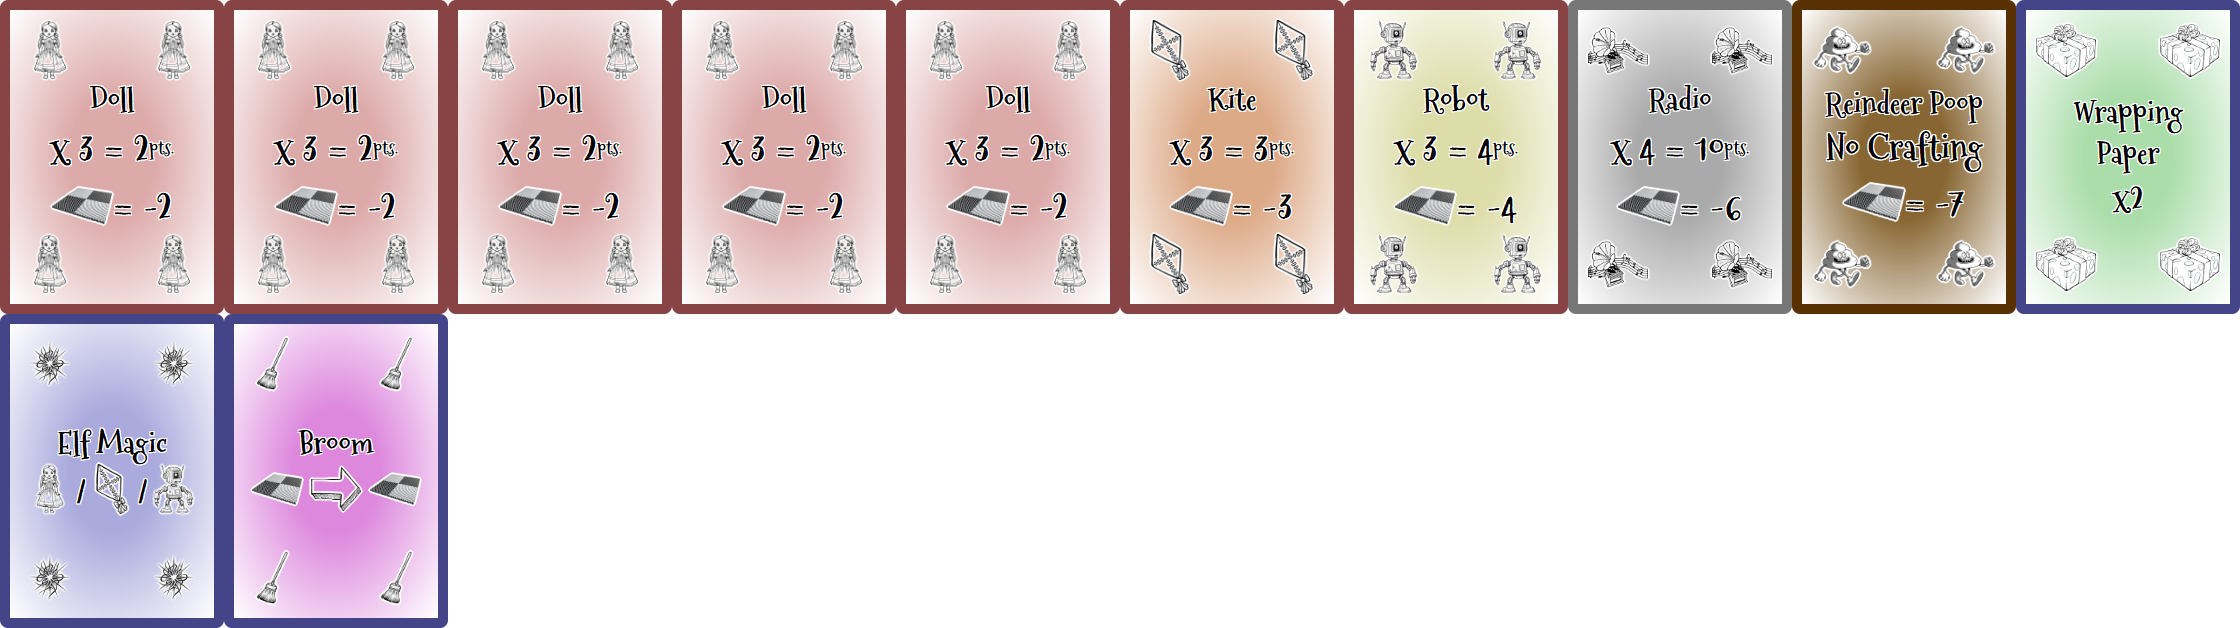 Doll
X 3 = 2pts.
= -2
Doll
X 3 = 2pts.
= -2
Doll
X 3 = 2pts.
= -2
Doll
X 3 = 2pts.
= -2
Doll
X 3 = 2pts.
= -2
Kite
X 3 = 3pts.
= -3
Robot
X 3 = 4pts.
= -4
Radio
X 4 = 10pts.
= -6
Reindeer Poop
No Crafting
= -7
Wrapping
Paper
X2
Elf Magic
/ /
Broom